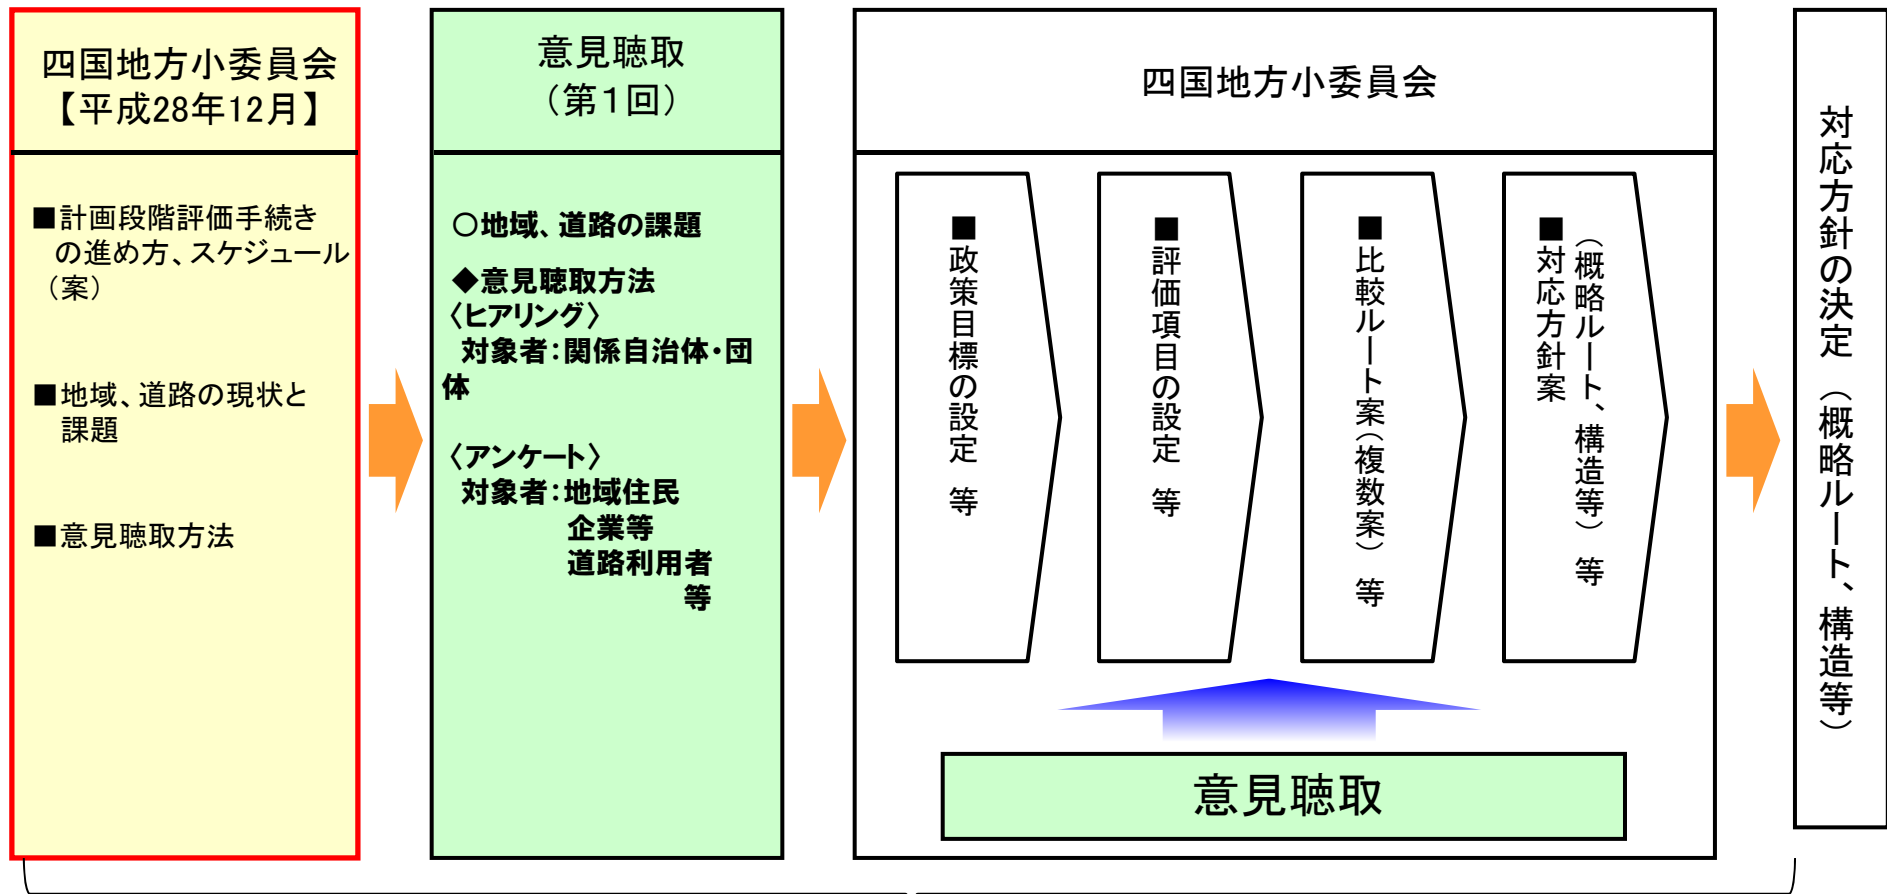 四国地方小委員会
【平成28年12月】
■計画段階評価手続き
の進め方、スケジュール
（案）
■地域、道路の現状と
課題
■意見聴取方法
意見聴取
（第１回）
○地域、道路の課題
◆意見聴取方法
〈ヒアリング〉
対象者：関係自治体・団
体
〈アンケート〉
対象者：地域住民
企業等
道路利用者
等
四国地方小委員会
■政策目標の設定 等
■評価項目の設定 等
■比較ルート案（複数案） 等
■対応方針案
（概略ルート、構造等） 等
意見聴取
対応方針の決定 （概略ルート、構造等）